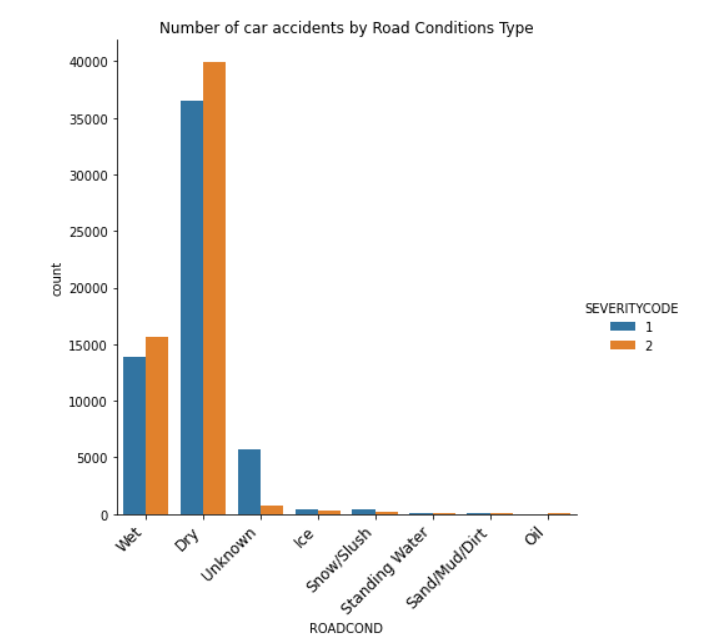 Number of car accidents by Road Conditions Type
40000
35000
30000
25000
20000
15000
10000
5000
0
count
Wet
Dry
Unknown
Ice
Snow/Slush
Standing Water
Sand/Mud/Dirt
Oil
ROADCOND
SEVERITYCODE
1
2